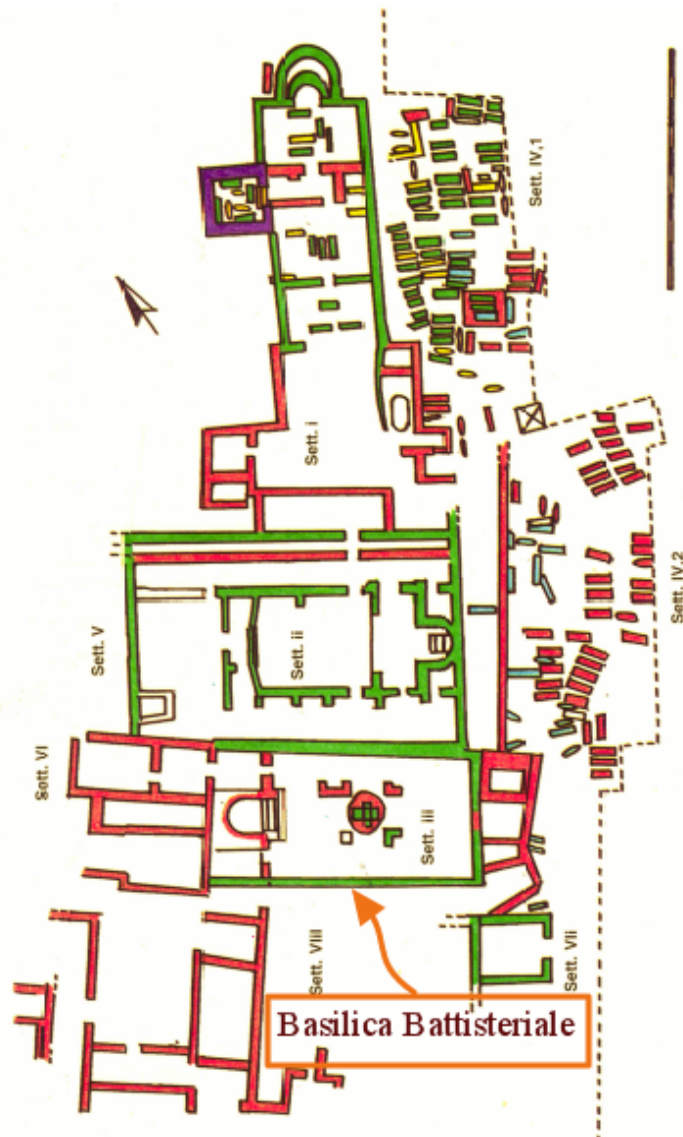 Sett. IV,1
Sett. i
Sett. IV,2
Sett. V
Sett. ii
Sett. VI
Sett. iii
Sett. VIII
Sett. VII
Basilica Battisteriale